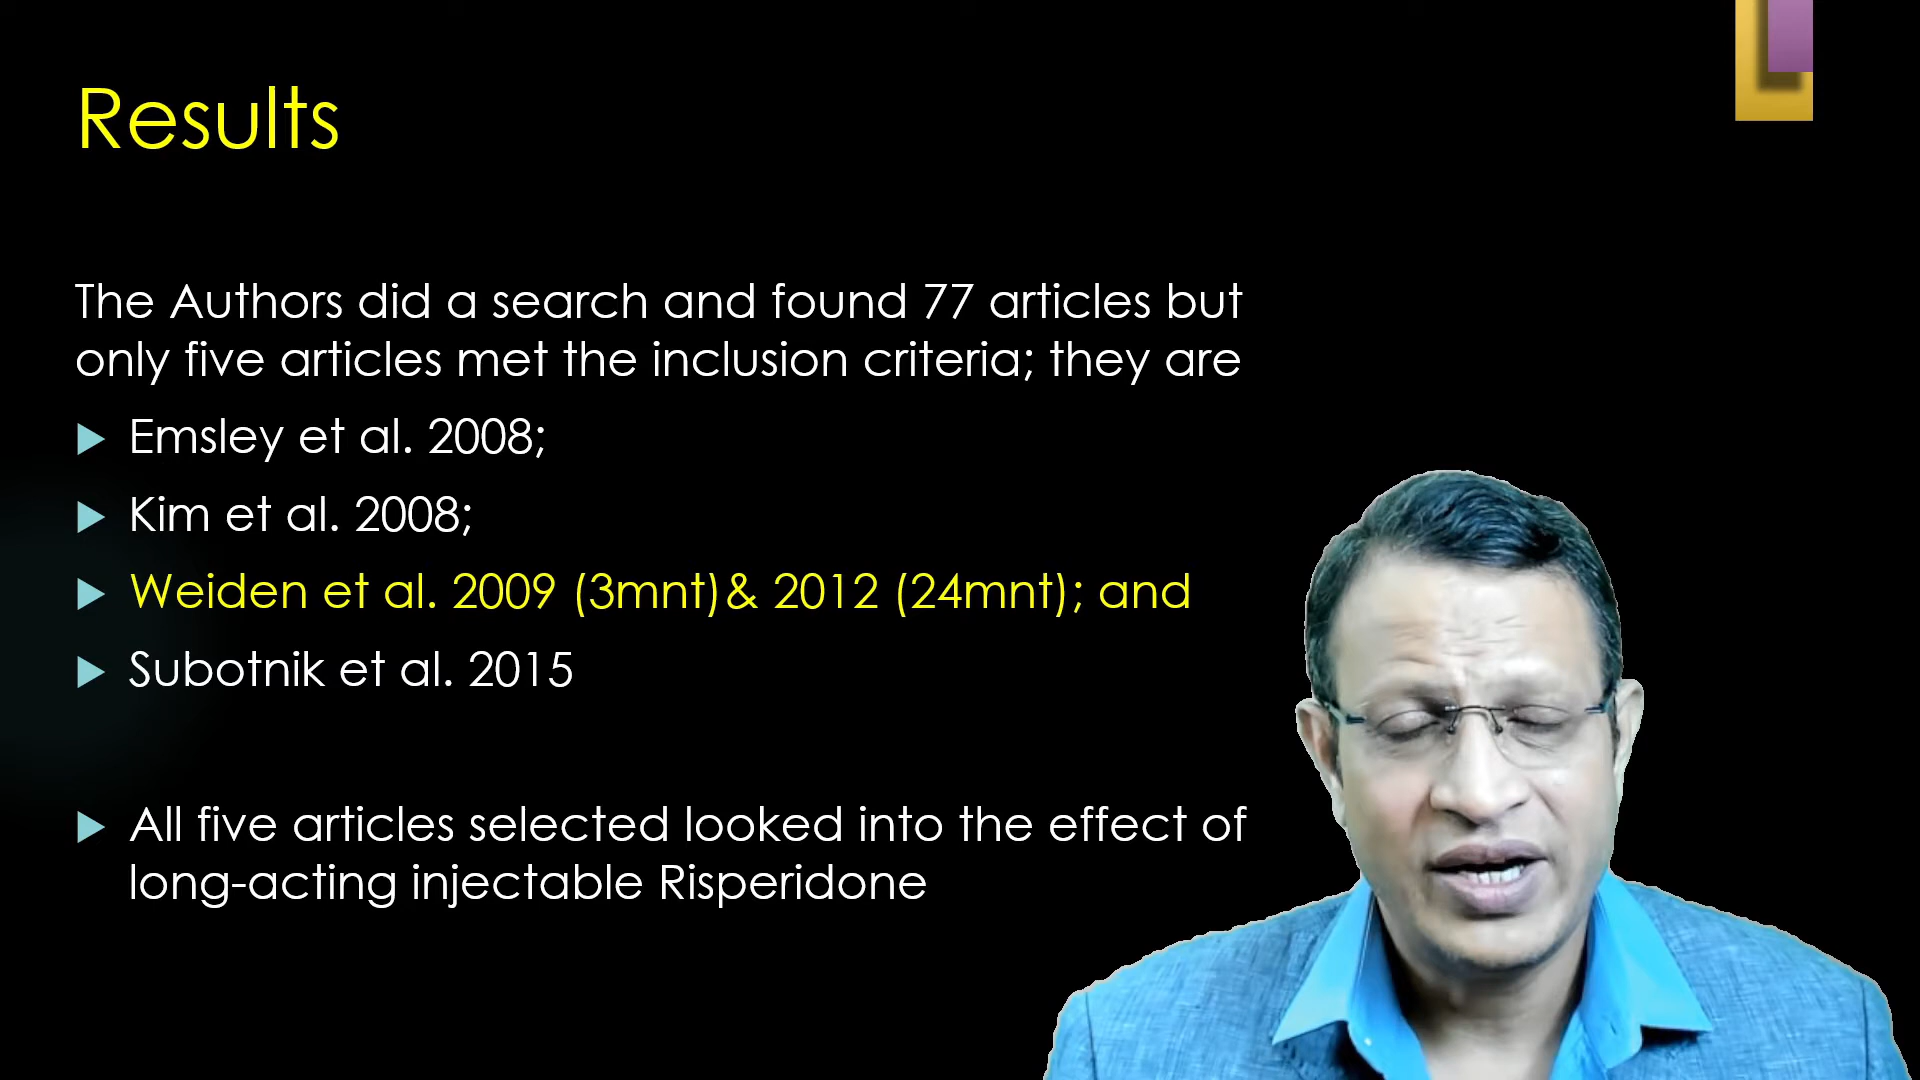 Results
The Authors did a search and found 77 articles but
only five articles met the inclusion criteria; they are
Emsley et al. 2008;
Kim et al. 2008;
Weiden et al. 2009 (3mnt)& 2012 (24mnt); and
Subotnik et al. 2015
All five articles selected looked into the effect of
long-acting injectable Risperidone